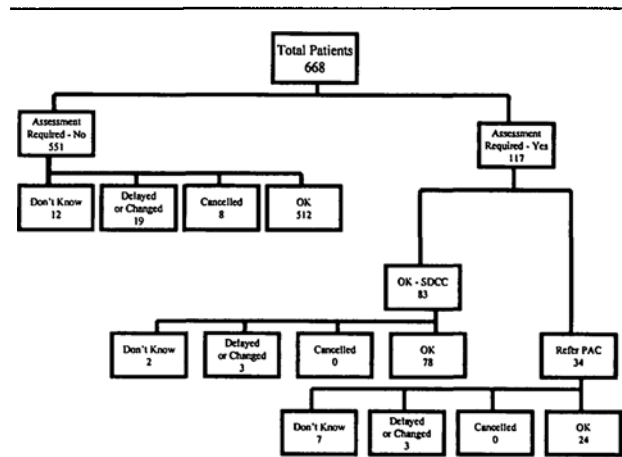 Total Patients
668
Assessment
Required - No
551
Assessment
Required - Yes
117
Don't Know
12
Delayed
or Changed
19
Cancelled
8
OK
512
OK - SDCC
83
Don't Know
2
Delayed
or Changed
3
Cancelled
0
OK
78
Refer PAC
34
Don't Know
7
Delayed
or Changed
3
Cancelled
0
OK
24